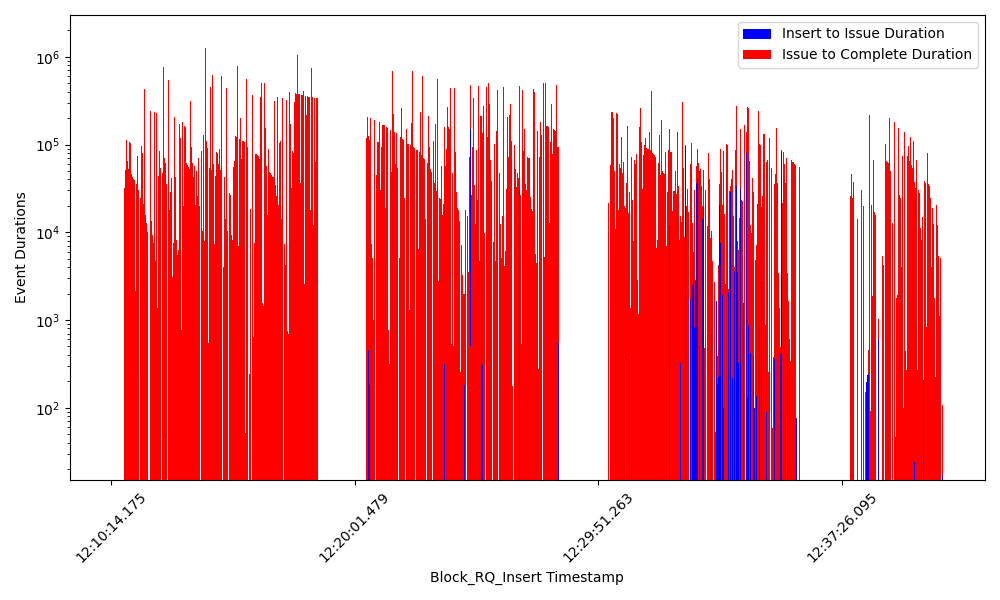 Insert to Issue Duration
Issue to Complete Duration
Event Durations
10^6
10^5
10^4
10^3
10^2
12:10:14.175
12:20:01.479
12:29:51.263
12:37:26.095
Block_RQ_Insert Timestamp